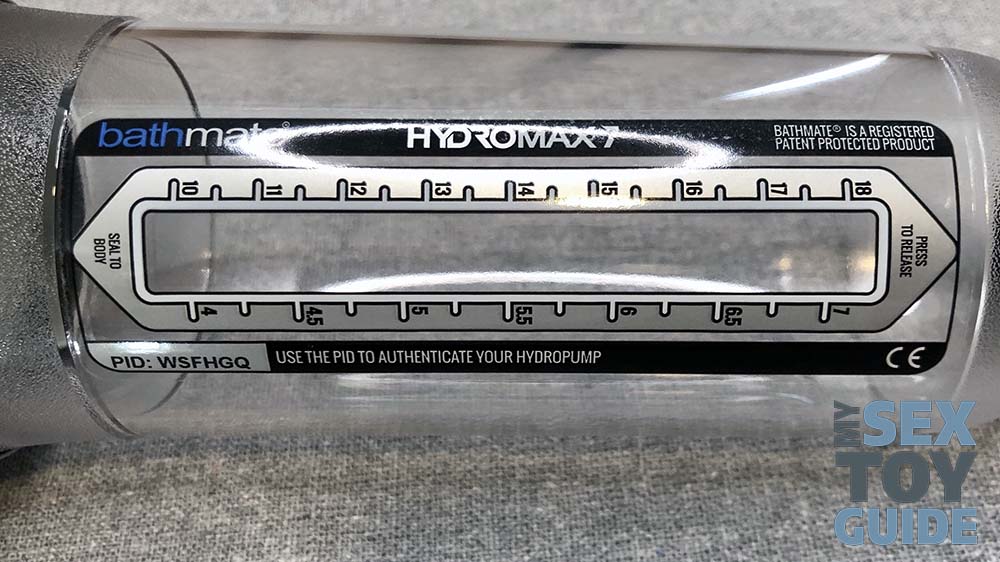 bathmate®
HYDROMAX 7
BATHMATE® IS A REGISTERED
PATENT PROTECTED PRODUCT
10 11 12 13 14 15 16 17 18
SEAL TO
BODY
PRESS
TO RELEASE
4 4.5 5 5.5 6 6.5 7
PID: WSFHGQ
USE THE PID TO AUTHENTICATE YOUR HYDROPUMP
CE
MY
SEX
TOY
GUIDE